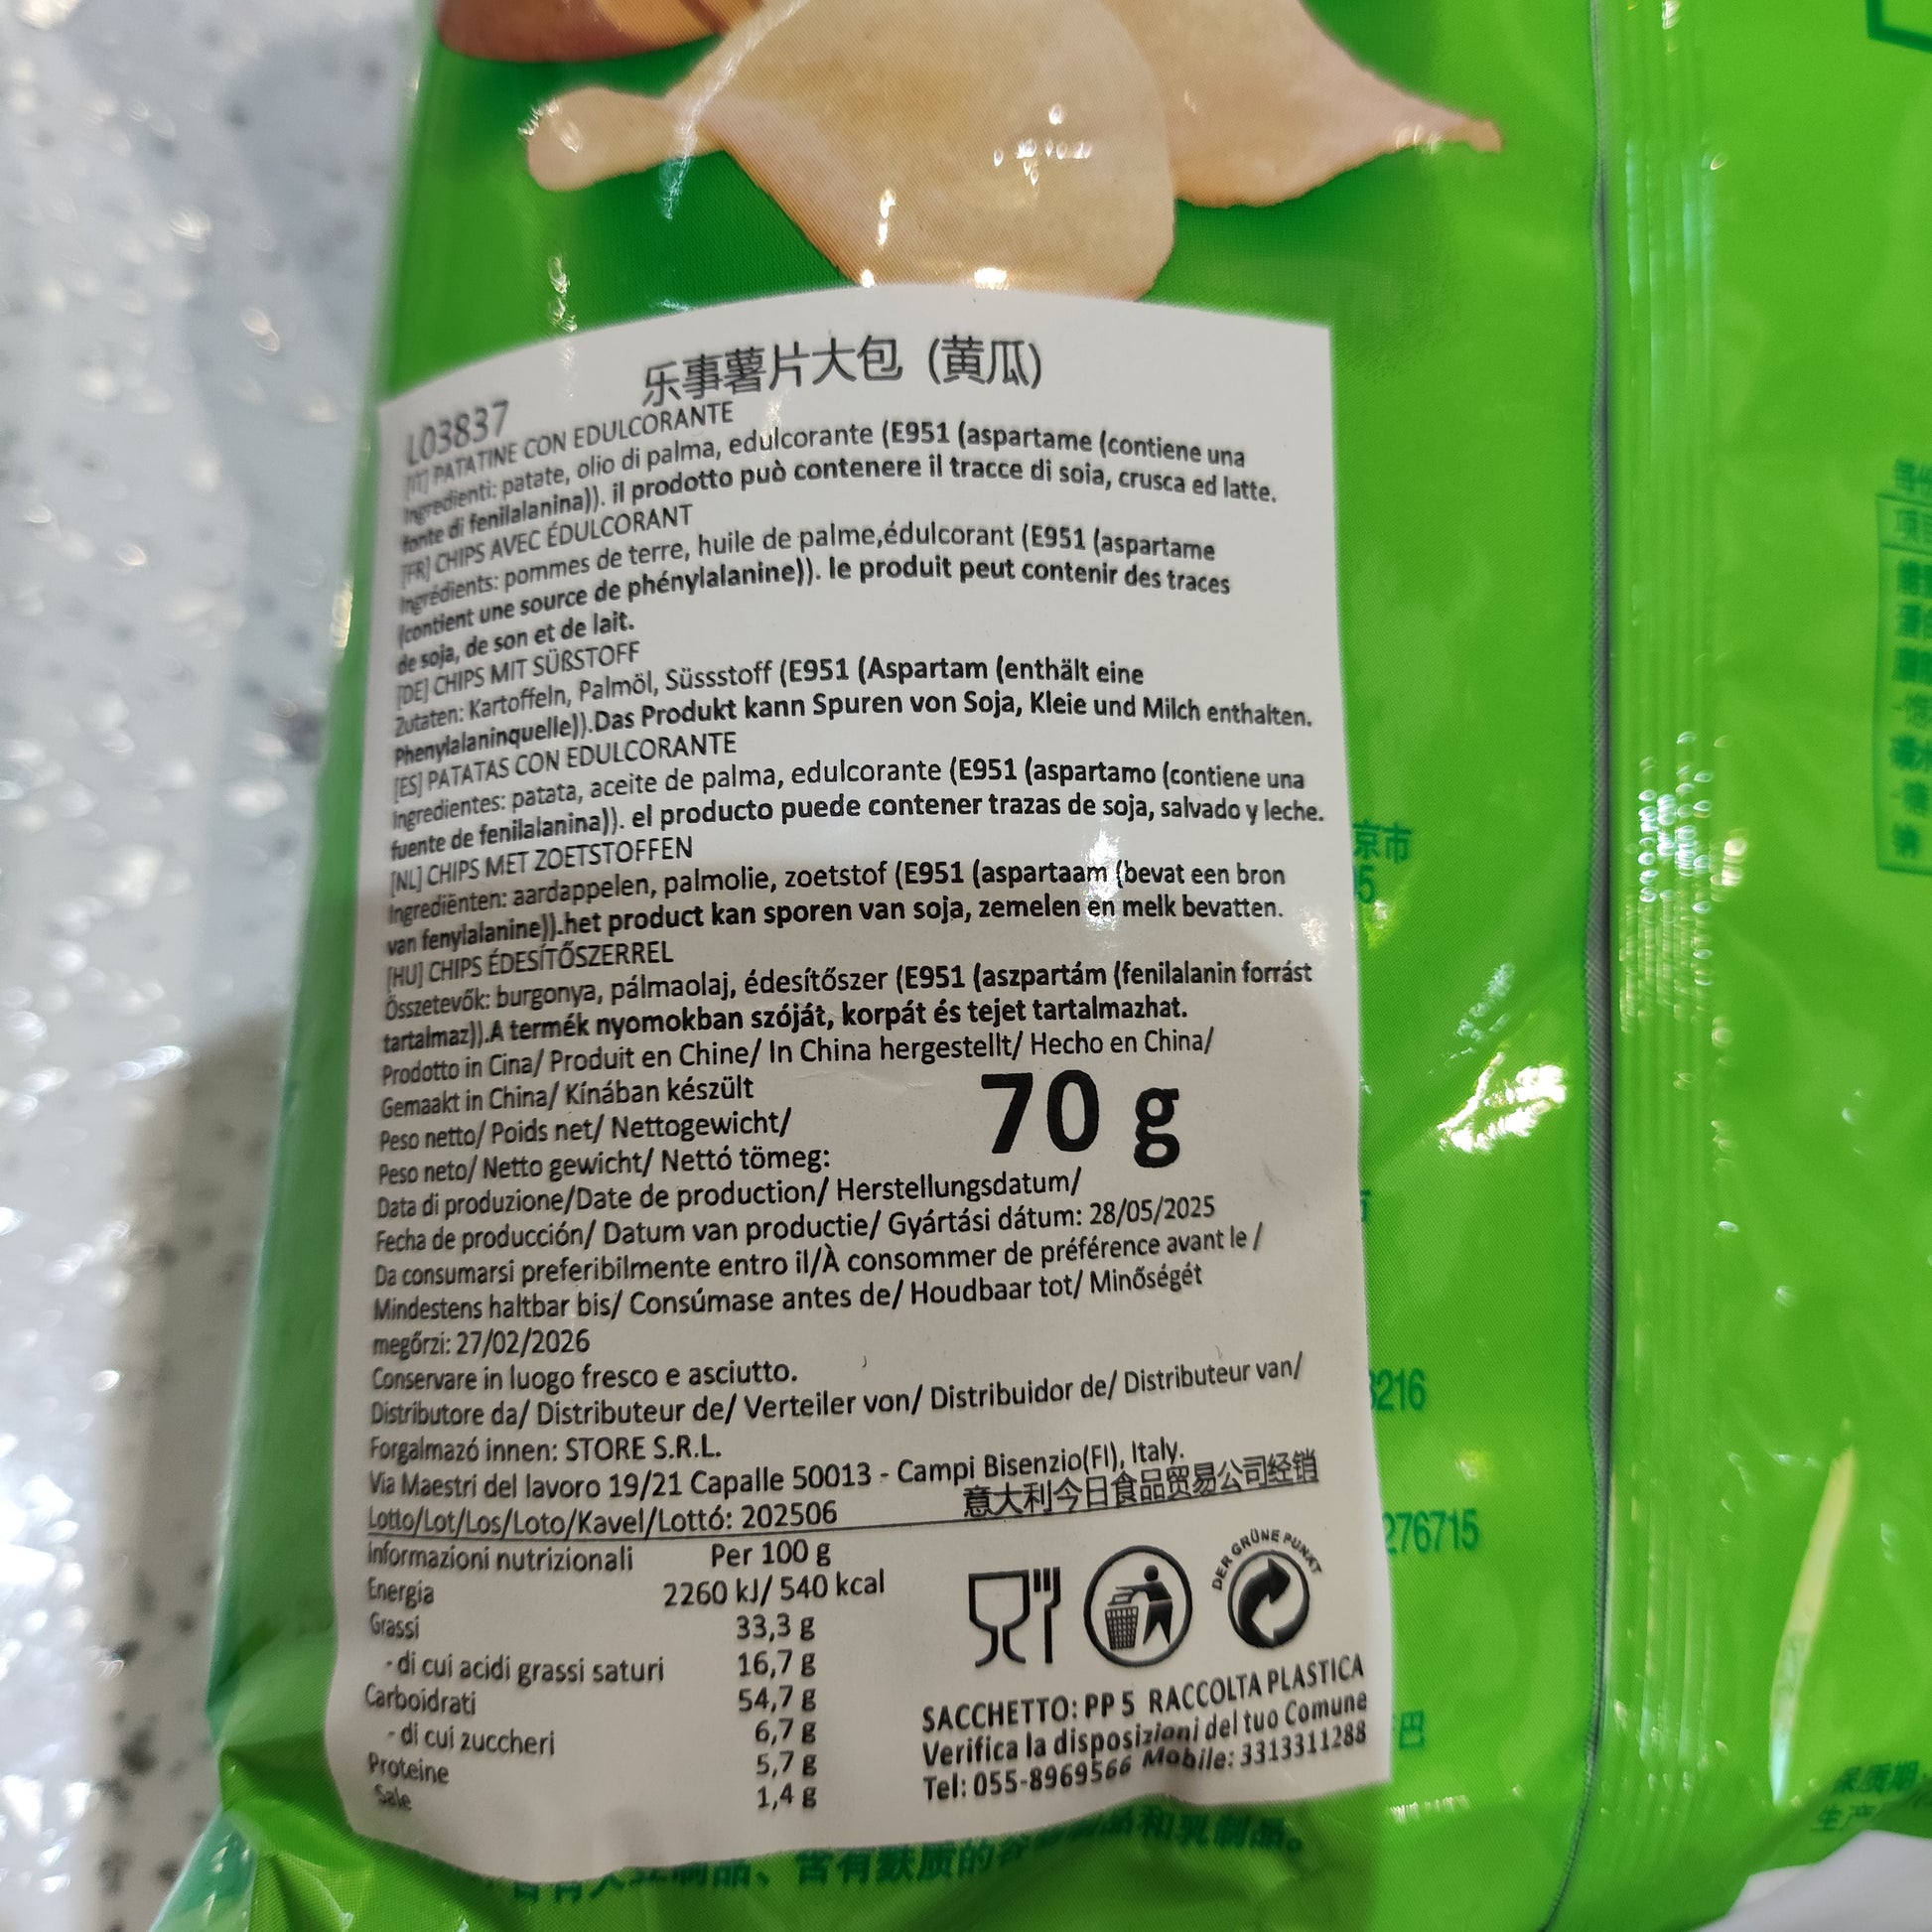 乐事薯片大包 (黄瓜)
L03837
[IT] PATATINE CON EDULCORANTE
Ingredienti: patate, olio di palma, edulcorante (E951 (aspartame (contiene una
fonte di fenilalanina)). il prodotto può contenere il tracce di soia, crusca ed latte.
[FR] CHIPS AVEC ÉDULCORANT
Ingrédients: pommes de terre, huile de palme,édulcorant (E951 (aspartame
(contient une source de phénylalanine)). le produit peut contenir des traces
de soja, de son et de lait.
[DE] CHIPS MIT SÜßSTOFF
Zutaten: Kartoffeln, Palmöl, Süssstoff (E951 (Aspartam (enthält eine
Phenylalaninquelle)).Das Produkt kann Spuren von Soja, Kleie und Milch enthalten.
[ES] PATATAS CON EDULCORANTE
Ingredientes: patata, aceite de palma, edulcorante (E951 (aspartamo (contiene una
fuente de fenilalanina)). el producto puede contener trazas de soja, salvado y leche.
[NL] CHIPS MET ZOETSTOFFEN
Ingrediënten: aardappelen, palmolie, zoetstof (E951 (aspartaam (bevat een bron
van fenylalanine)).het product kan sporen van soja, zemelen en melk bevatten.
[HU] CHIPS ÉDESÍTŐSZERREL
Összetevők: burgonya, pálmaolaj, édesítőszer (E951 (aszpartám (fenilalanin forrást
tartalmaz)).A termék nyomokban szóját, korpát és tejet tartalmazhat.
Prodotto in Cina/ Produit en Chine/ In China hergestellt/ Hecho en China/
Gemaakt in China/ Kínában készült
Peso netto/ Poids net/ Nettogewicht/
Peso neto/ Netto gewicht/ Nettó tömeg:
70 g
Data di produzione/Date de production/ Herstellungsdatum/
Fecha de producción/ Datum van productie/ Gyártási dátum: 28/05/2025
Da consumarsi preferibilmente entro il/À consommer de préférence avant le /
Mindestens haltbar bis/ Consúmase antes de/ Houdbaar tot/ Minőségét
megőrzi: 27/02/2026
Conservare in luogo fresco e asciutto.
Distributore da/ Distributeur de/ Verteiler von/ Distribuidor de/ Distributeur van/
Forgalmazó innen: STORE S.R.L.
Via Maestri del lavoro 19/21 Capalle 50013 - Campi Bisenzio(FI), Italy.
意大利今日食品贸易公司经销
Lotto/Lot/Los/Loto/Kavel/Lottó: 202506
Informazioni nutrizionali Per 100 g
Energia 2260 kJ/ 540 kcal
Grassi 33,3 g
- di cui acidi grassi saturi 16,7 g
Carboidrati 54,7 g
- di cui zuccheri 6,7 g
Proteine 5,7 g
Sale 1,4 g
DER GRÜNE PUNKT
SACCHETTO: PP 5 RACCOLTA PLASTICA
Verifica la disposizioni del tuo Comune
Tel: 055-8969566 Mobile: 3313311288
京市
5
3216
276715
巴
保质期
生产